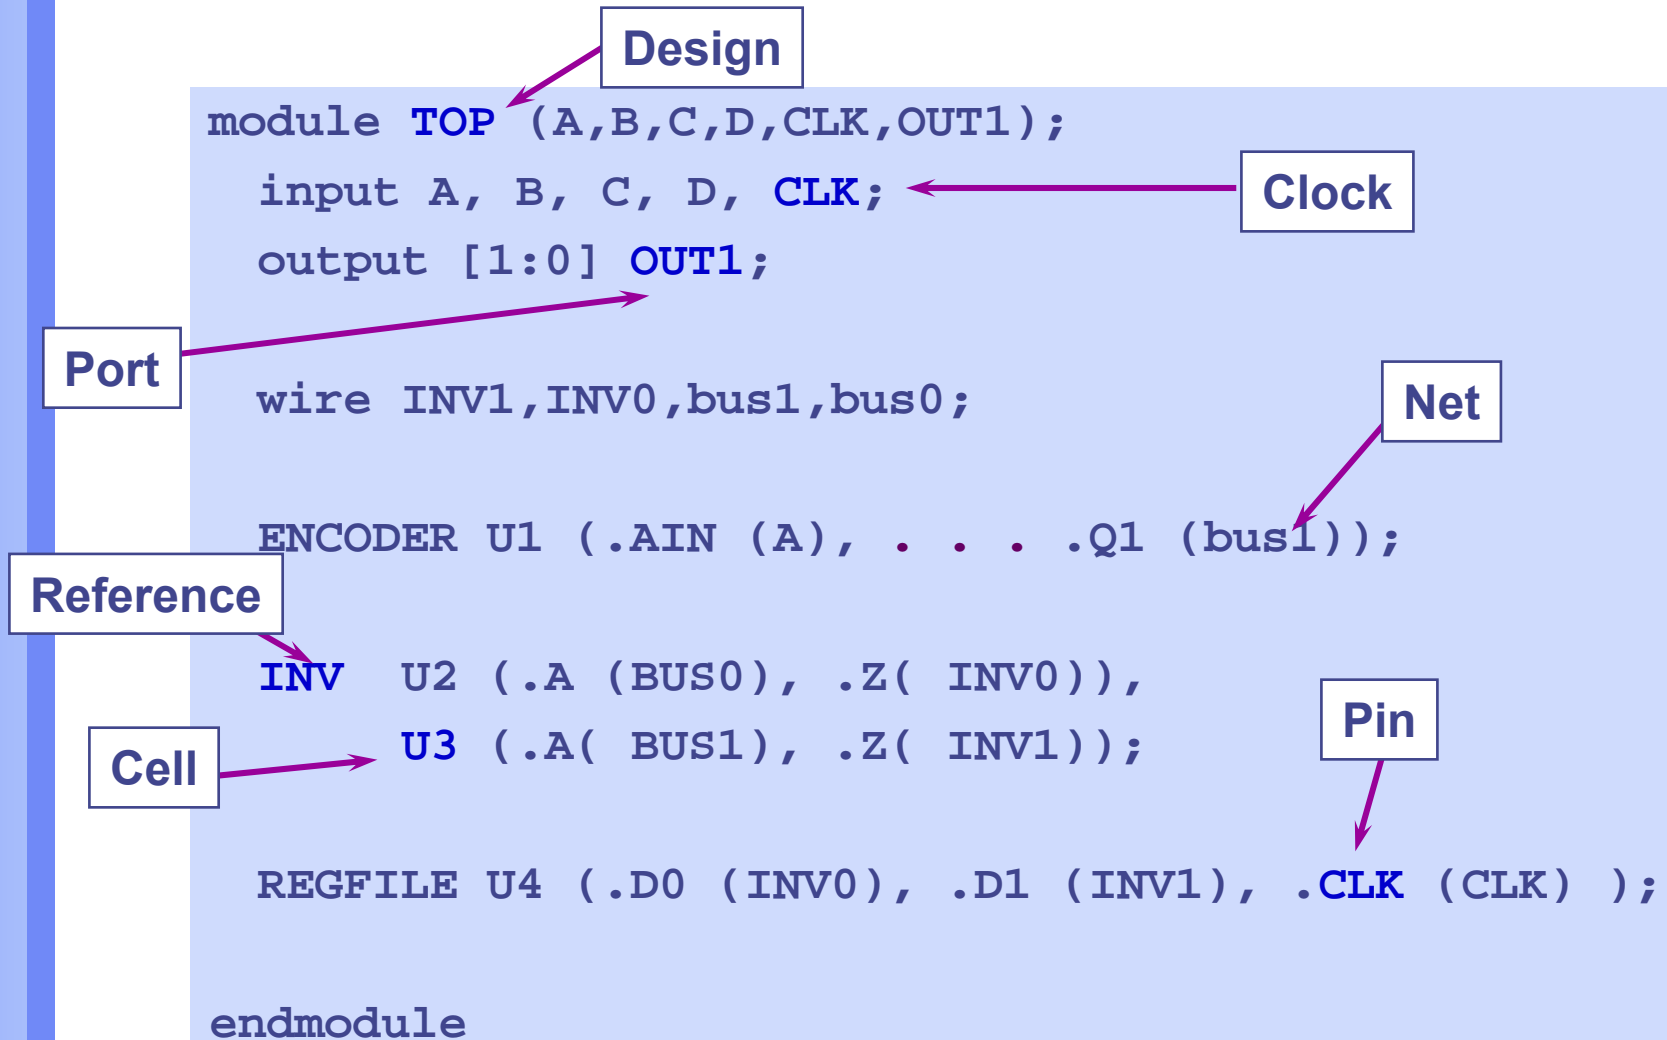 Design
module TOP (A,B,C,D,CLK,OUT1);
input A, B, C, D, CLK;
Clock
output [1:0] OUT1;
Port
wire INV1,INV0,bus1,bus0;
Net
ENCODER U1 (.AIN (A), . . . .Q1 (bus1));
Reference
INV U2 (.A (BUS0), .Z( INV0)),
Pin
U3 (.A( BUS1), .Z( INV1));
Cell
REGFILE U4 (.D0 (INV0), .D1 (INV1), .CLK (CLK) );
endmodule